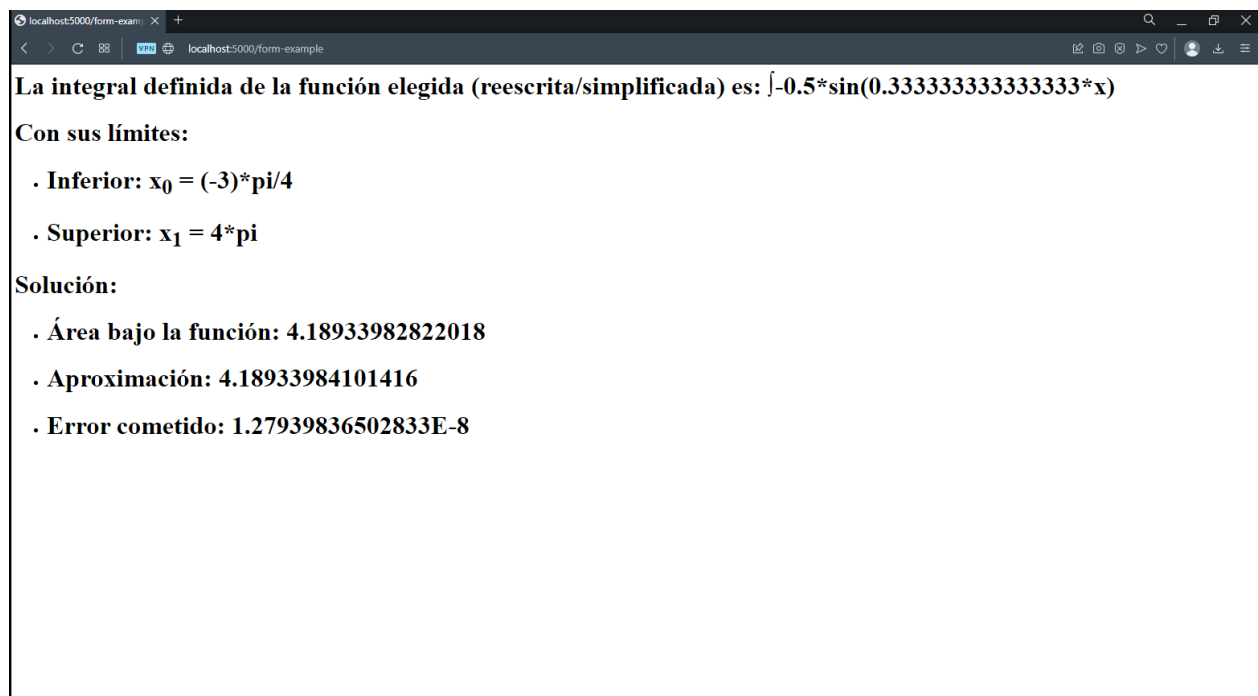 localhost:5000/form-examp
VPN localhost:5000/form-example
La integral definida de la función elegida (reescrita/simplificada) es: ∫-0.5*sin(0.333333333333333*x)
Con sus límites:
• Inferior: x₀ = (-3)*pi/4
• Superior: x₁ = 4*pi
Solución:
• Área bajo la función: 4.18933982822018
• Aproximación: 4.18933984101416
• Error cometido: 1.27939836502833E-8